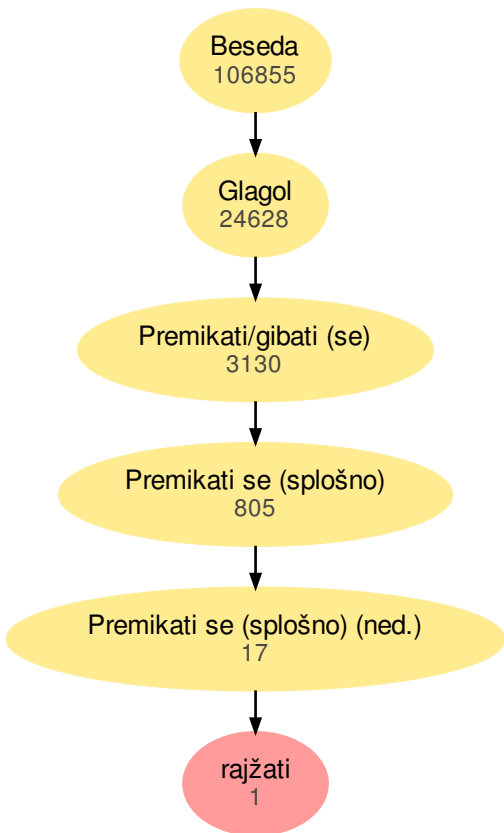 Beseda
106855
Glagol
24628
Premikati/gibati (se)
3130
Premikati se (splošno)
805
Premikati se (splošno) (ned.)
17
rajžati
1